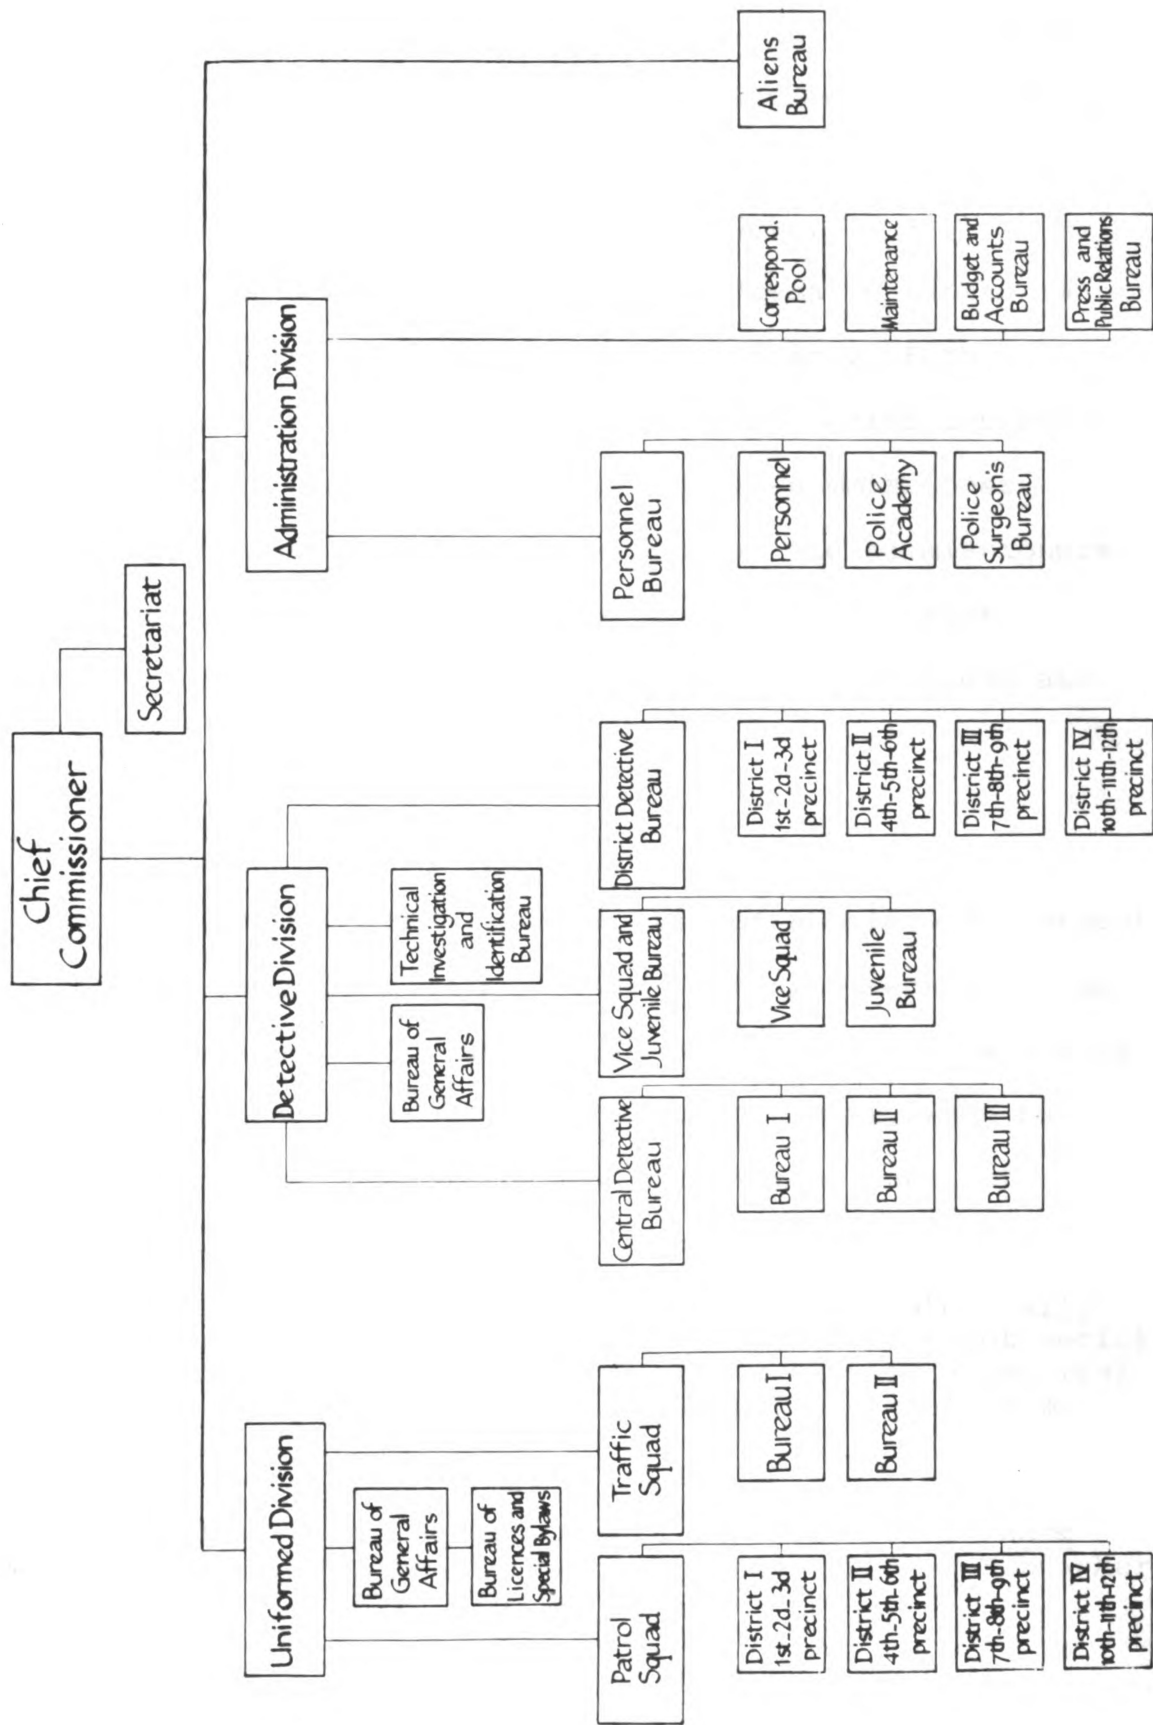 Chief
Commissioner
Secretariat
Uniformed Division
Bureau of
General
Affairs
Bureau of
Licences and
Special Bylaws
Patrol
Squad
District I
1st-2d-3d
precinct
District II
4th-5th-6th
precinct
District III
7th-8th-9th
precinct
District IV
10th-11th-12th
precinct
Traffic
Squad
Bureau I
Bureau II
Detective Division
Bureau of
General
Affairs
Technical
Investigation
and
Identification
Bureau
Central Detective
Bureau
Bureau I
Bureau II
Bureau III
Vice Squad and
Juvenile Bureau
Vice Squad
Juvenile
Bureau
District Detective
Bureau
District I
1st-2d-3d
precinct
District II
4th-5th-6th
precinct
District III
7th-8th-9th
precinct
District IV
10th-11th-12th
precinct
Administration Division
Personnel
Bureau
Personnel
Police
Academy
Police
Surgeon's
Bureau
Correspond.
Pool
Maintenance
Budget and
Accounts
Bureau
Press and
Public Relations
Bureau
Aliens
Bureau